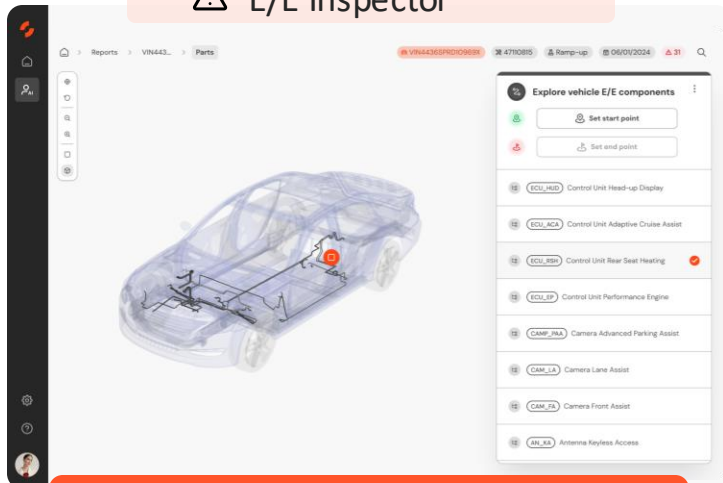 E/E Inspector
Reports > VIN443... > Parts
VIN4436SPRD1O969X 47110815 Ramp-up 06/01/2024 31
AI
Explore vehicle E/E components
Set start point
Set end point
ECU_HUD Control Unit Head-up Display
ECU_ACA Control Unit Adaptive Cruise Assist
ECU_RSH Control Unit Rear Seat Heating
ECU_EP Control Unit Performance Engine
CAMP_PAA Camera Advanced Parking Assist
CAM_LA Camera Lane Assist
CAM_FA Camera Front Assist
AN_KA Antenna Keyless Access